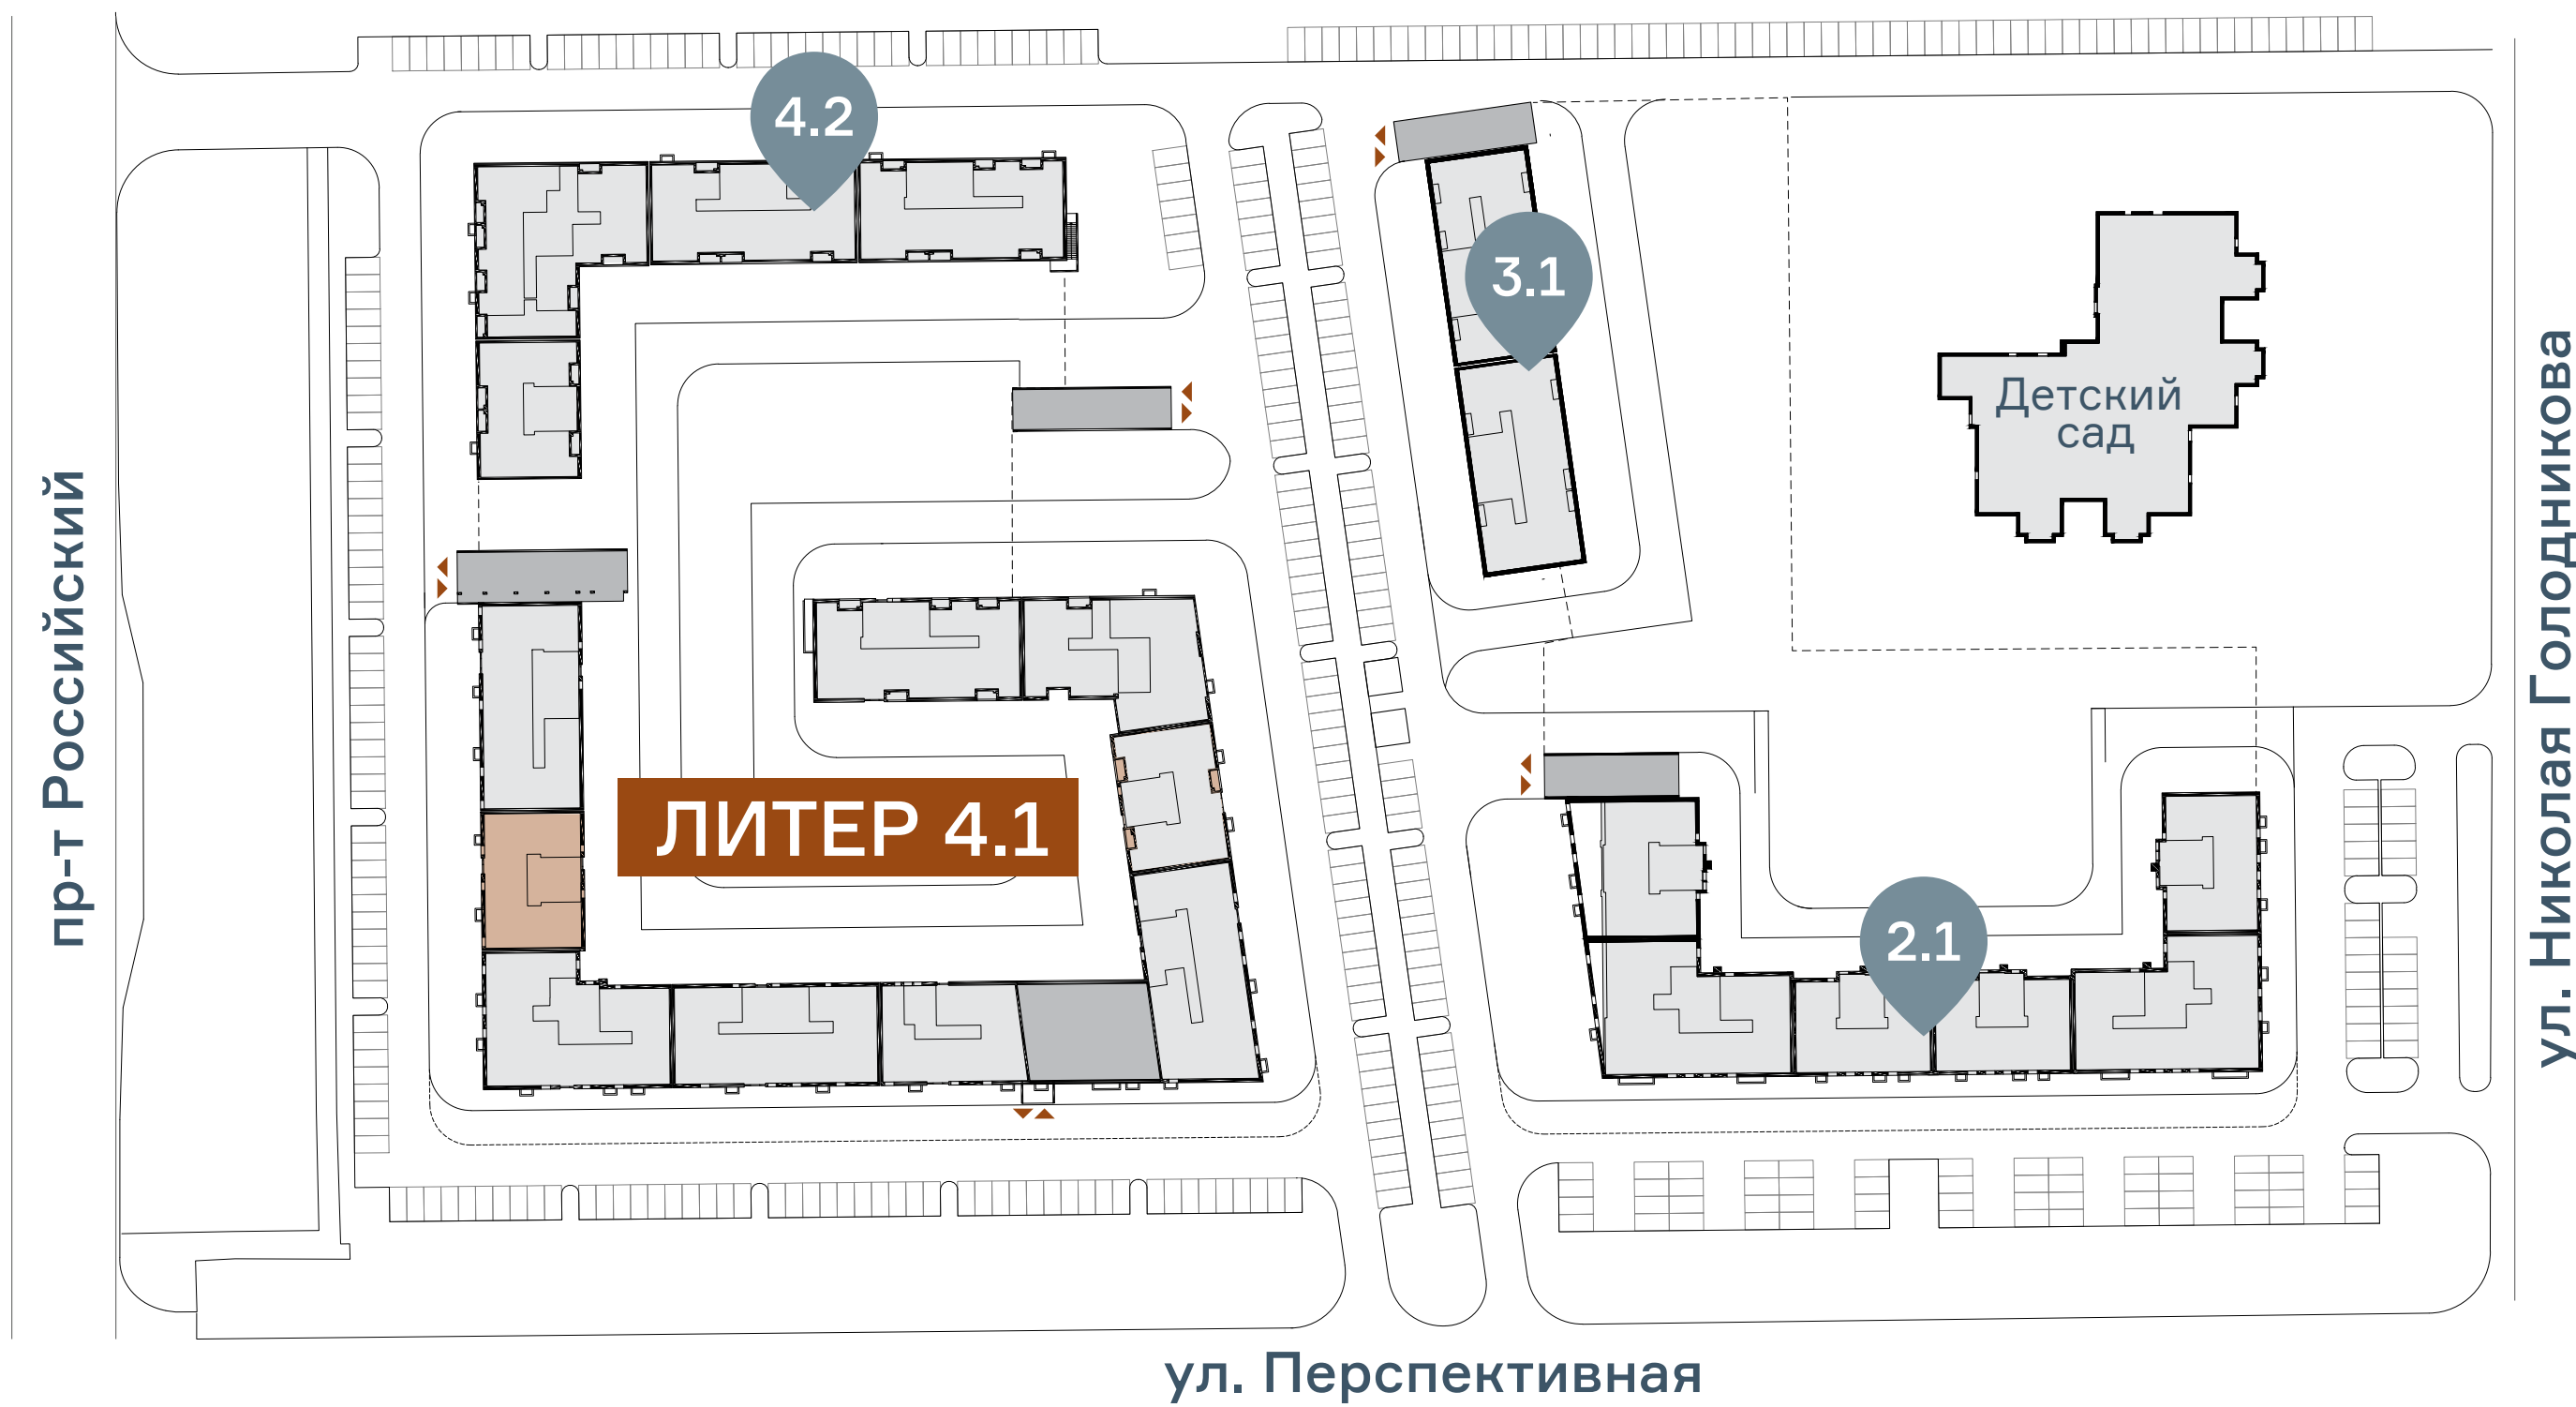 4.2
3.1
Детский
сад
пр-т Российский
ул. Николая Голодникова
ЛИТЕР 4.1
2.1
ул. Перспективная